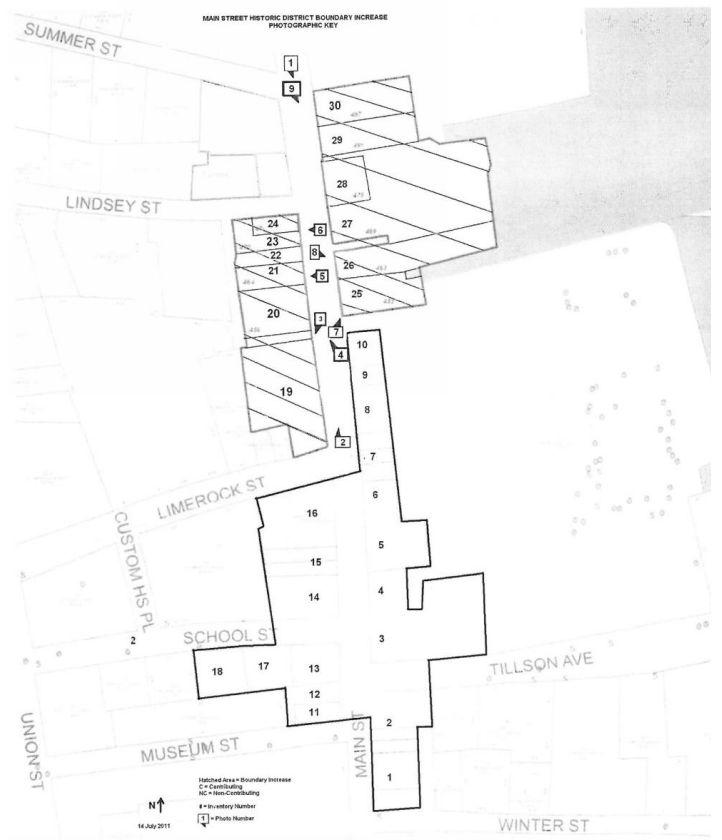 MAIN STREET HISTORIC DISTRICT BOUNDARY INCREASE
PHOTOGRAPHIC KEY
SUMMER ST
1
9
30
29
28
LINDSEY ST
24
6
27
23
8
22
26
21
5
25
20
3
7
10
4
9
19
8
2
7
LIMEROCK ST
6
16
CUSTOM HS PL
5
15
4
14
2
SCHOOL ST
3
18
17
13
TILLSON AVE
12
11
UNION ST
MUSEUM ST
MAIN ST
2
1
Hatched Area = Boundary Increase
C = Contributing
NC = Non-Contributing
N
# = Inventory Number
14 July 2011
1 = Photo Number
WINTER ST